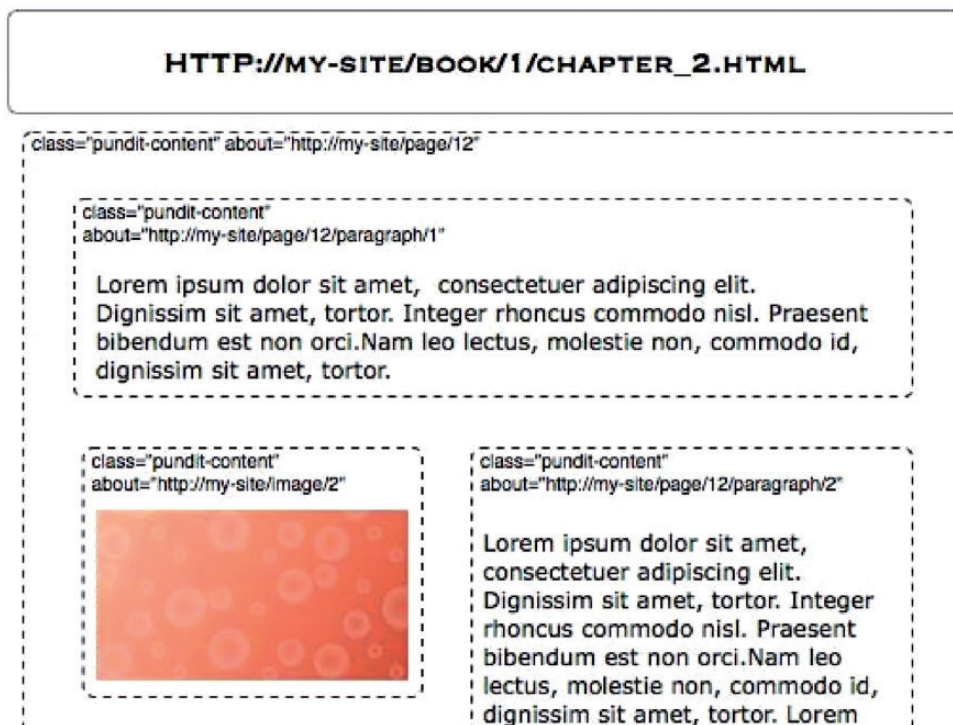 HTTP://MY-SITE/BOOK/1/CHAPTER_2.HTML
class="pundit-content" about="http://my-site/page/12"
class="pundit-content"
about="http://my-site/page/12/paragraph/1"
Lorem ipsum dolor sit amet,  consectetuer adipiscing elit.
Dignissim sit amet, tortor. Integer rhoncus commodo nisl. Praesent
bibendum est non orci.Nam leo lectus, molestie non, commodo id,
dignissim sit amet, tortor.
class="pundit-content"
about="http://my-site/image/2"
class="pundit-content"
about="http://my-site/page/12/paragraph/2"
Lorem ipsum dolor sit amet,
consectetuer adipiscing elit.
Dignissim sit amet, tortor. Integer
rhoncus commodo nisl. Praesent
bibendum est non orci.Nam leo
lectus, molestie non, commodo id,
dignissim sit amet, tortor. Lorem